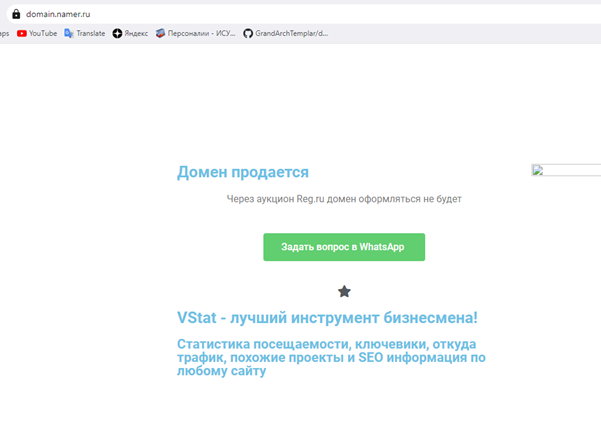 domain.namer.ru
aps YouTube Translate Яндекс Персоналии - ИСУ... GrandArchTemplar/d...
Домен продается
Через аукцион Reg.ru домен оформляться не будет
Задать вопрос в WhatsApp
VStat - лучший инструмент бизнесмена!
Статистика посещаемости, ключевики, откуда
трафик, похожие проекты и SEO информация по
любому сайту